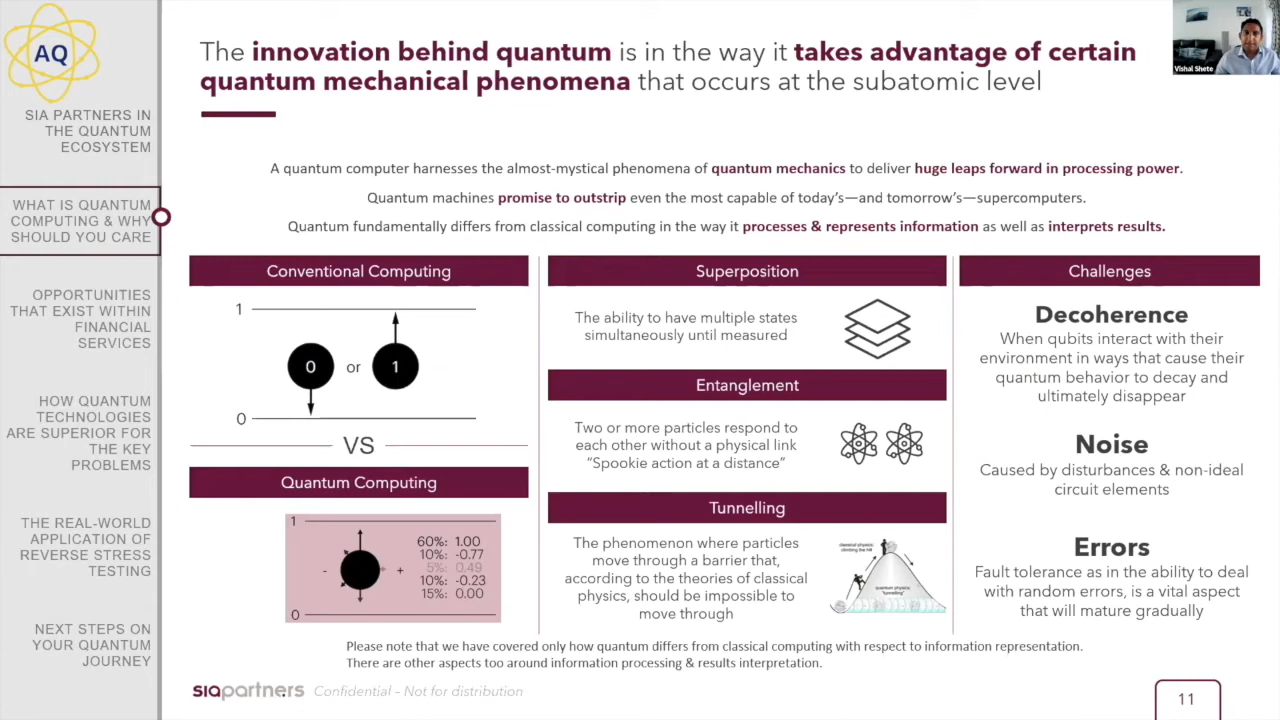 AQ
SIA PARTNERS IN
THE QUANTUM
ECOSYSTEM
WHAT IS QUANTUM
COMPUTING & WHY
SHOULD YOU CARE
OPPORTUNITIES
THAT EXIST WITHIN
FINANCIAL
SERVICES
HOW QUANTUM
TECHNOLOGIES
ARE SUPERIOR FOR
THE KEY
PROBLEMS
THE REAL-WORLD
APPLICATION OF
REVERSE STRESS
TESTING
NEXT STEPS ON
YOUR QUANTUM
JOURNEY
The innovation behind quantum is in the way it takes advantage of certain
quantum mechanical phenomena that occurs at the subatomic level
Vishal Shete
A quantum computer harnesses the almost-mystical phenomena of quantum mechanics to deliver huge leaps forward in processing power.
Quantum machines promise to outstrip even the most capable of today's—and tomorrow's—supercomputers.
Quantum fundamentally differs from classical computing in the way it processes & represents information as well as interprets results.
Conventional Computing
1
0 or 1
0
VS
Quantum Computing
1
60%: 1.00
10%: -0.77
- + 5%: 0.49
10%: -0.23
15%: 0.00
0
Superposition
The ability to have multiple states
simultaneously until measured
Entanglement
Two or more particles respond to
each other without a physical link
"Spookie action at a distance"
Tunnelling
The phenomenon where particles
move through a barrier that,
according to the theories of classical
physics, should be impossible to
move through
classical physics:
climbing the hill
quantum physics:
"tunnelling"
Challenges
Decoherence
When qubits interact with their
environment in ways that cause their
quantum behavior to decay and
ultimately disappear
Noise
Caused by disturbances & non-ideal
circuit elements
Errors
Fault tolerance as in the ability to deal
with random errors, is a vital aspect
that will mature gradually
Please note that we have covered only how quantum differs from classical computing with respect to information representation.
There are other aspects too around information processing & results interpretation.
siapartners Confidential – Not for distribution
11